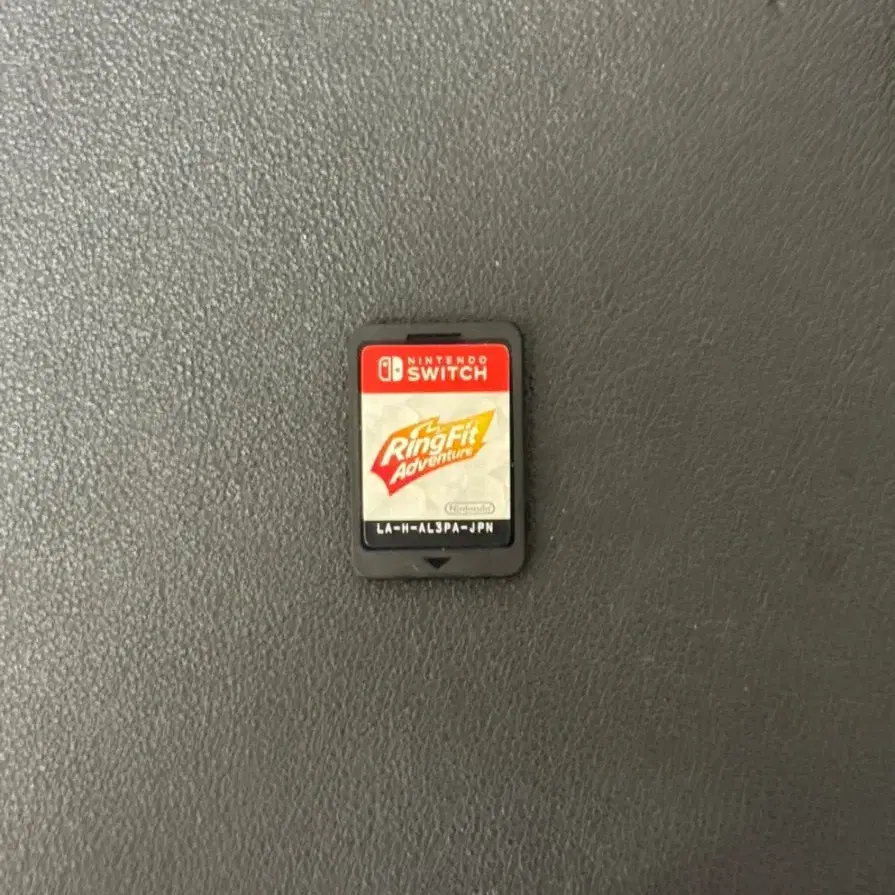 NINTENDO
SWITCH
RingFit
Adventure
Nintendo
LA-H-AL3PA-JPN